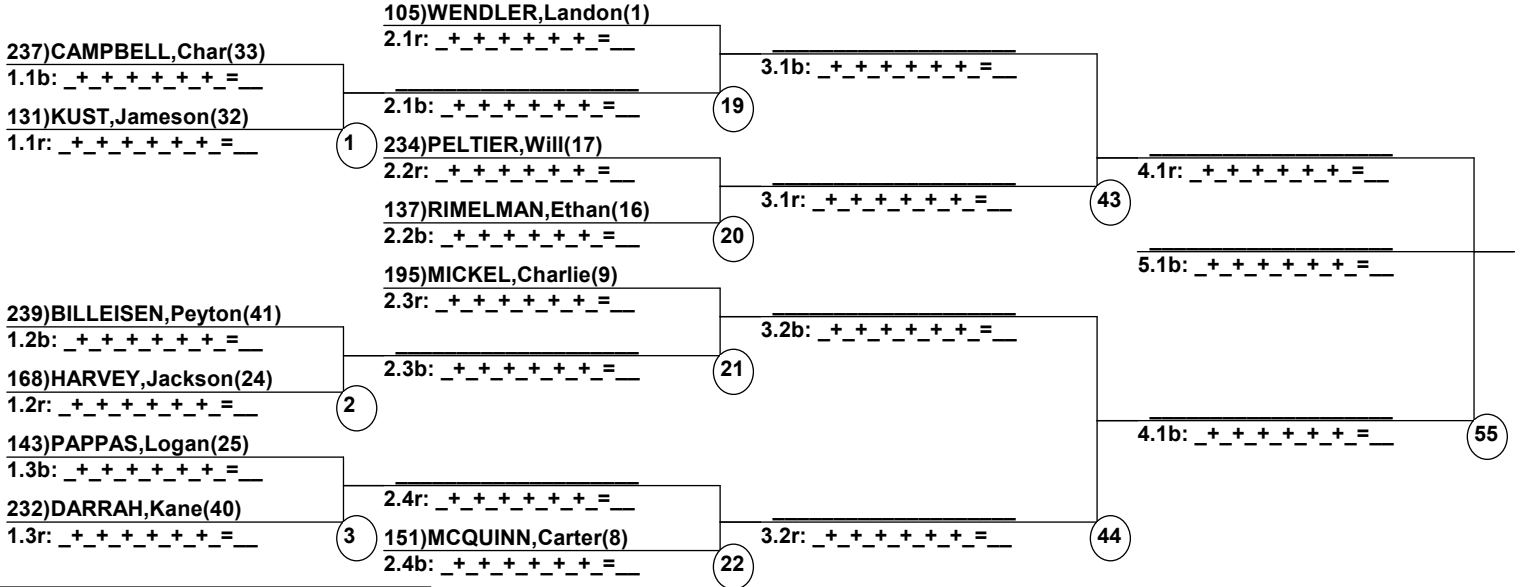 105)WENDLER,Landon(1)
2.1r: _+_+_+_+_+_=__
237)CAMPBELL,Char(33)
1.1b: _+_+_+_+_+_=__
3.1b: _+_+_+_+_+_=__
2.1b: _+_+_+_+_+_=__
19
131)KUST,Jameson(32)
1.1r: _+_+_+_+_+_=__
1
234)PELTIER,Will(17)
2.2r: _+_+_+_+_+_=__
4.1r: _+_+_+_+_+_=__
3.1r: _+_+_+_+_+_=__
43
137)RIMELMAN,Ethan(16)
2.2b: _+_+_+_+_+_=__
20
5.1b: _+_+_+_+_+_=__
195)MICKEL,Charlie(9)
2.3r: _+_+_+_+_+_=__
239)BILLEISEN,Peyton(41)
1.2b: _+_+_+_+_+_=__
3.2b: _+_+_+_+_+_=__
2.3b: _+_+_+_+_+_=__
21
168)HARVEY,Jackson(24)
1.2r: _+_+_+_+_+_=__
2
4.1b: _+_+_+_+_+_=__
55
143)PAPPAS,Logan(25)
1.3b: _+_+_+_+_+_=__
2.4r: _+_+_+_+_+_=__
232)DARRAH,Kane(40)
1.3r: _+_+_+_+_+_=__
3
3.2r: _+_+_+_+_+_=__
44
151)MCQUINN,Carter(8)
2.4b: _+_+_+_+_+_=__
22